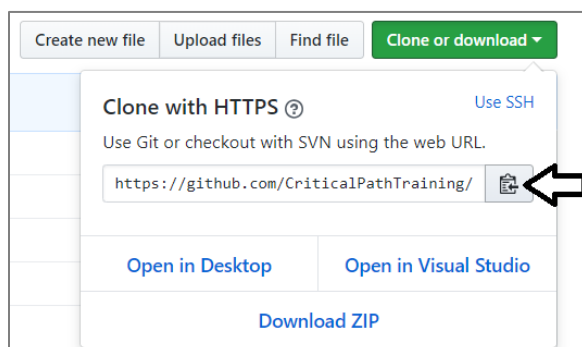 Create new file Upload files Find file Clone or download
Clone with HTTPS Use SSH
Use Git or checkout with SVN using the web URL.
https://github.com/CriticalPathTraining/
Open in Desktop Open in Visual Studio
Download ZIP